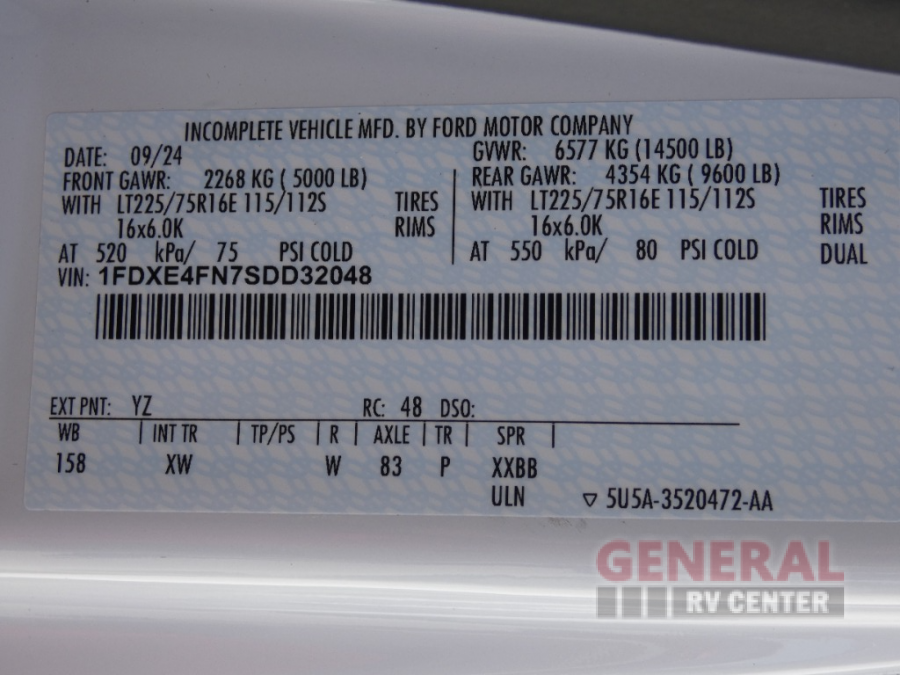 INCOMPLETE VEHICLE MFD. BY FORD MOTOR COMPANY
DATE: 09/24 GVWR: 6577 KG (14500 LB)
FRONT GAWR: 2268 KG ( 5000 LB) REAR GAWR: 4354 KG ( 9600 LB)
WITH LT225/75R16E 115/112S TIRES WITH LT225/75R16E 115/112S TIRES
16x6.0K RIMS 16x6.0K RIMS
AT 520 kPa/ 75 PSI COLD AT 550 kPa/ 80 PSI COLD DUAL
VIN: 1FDXE4FN7SDD32048
EXT PNT: YZ RC: 48 DSO:
WB | INT TR | TP/PS | R | AXLE | TR | SPR |
158 XW W 83 P XXBB
ULN ▽ 5U5A-3520472-AA
GENERAL
RV CENTER